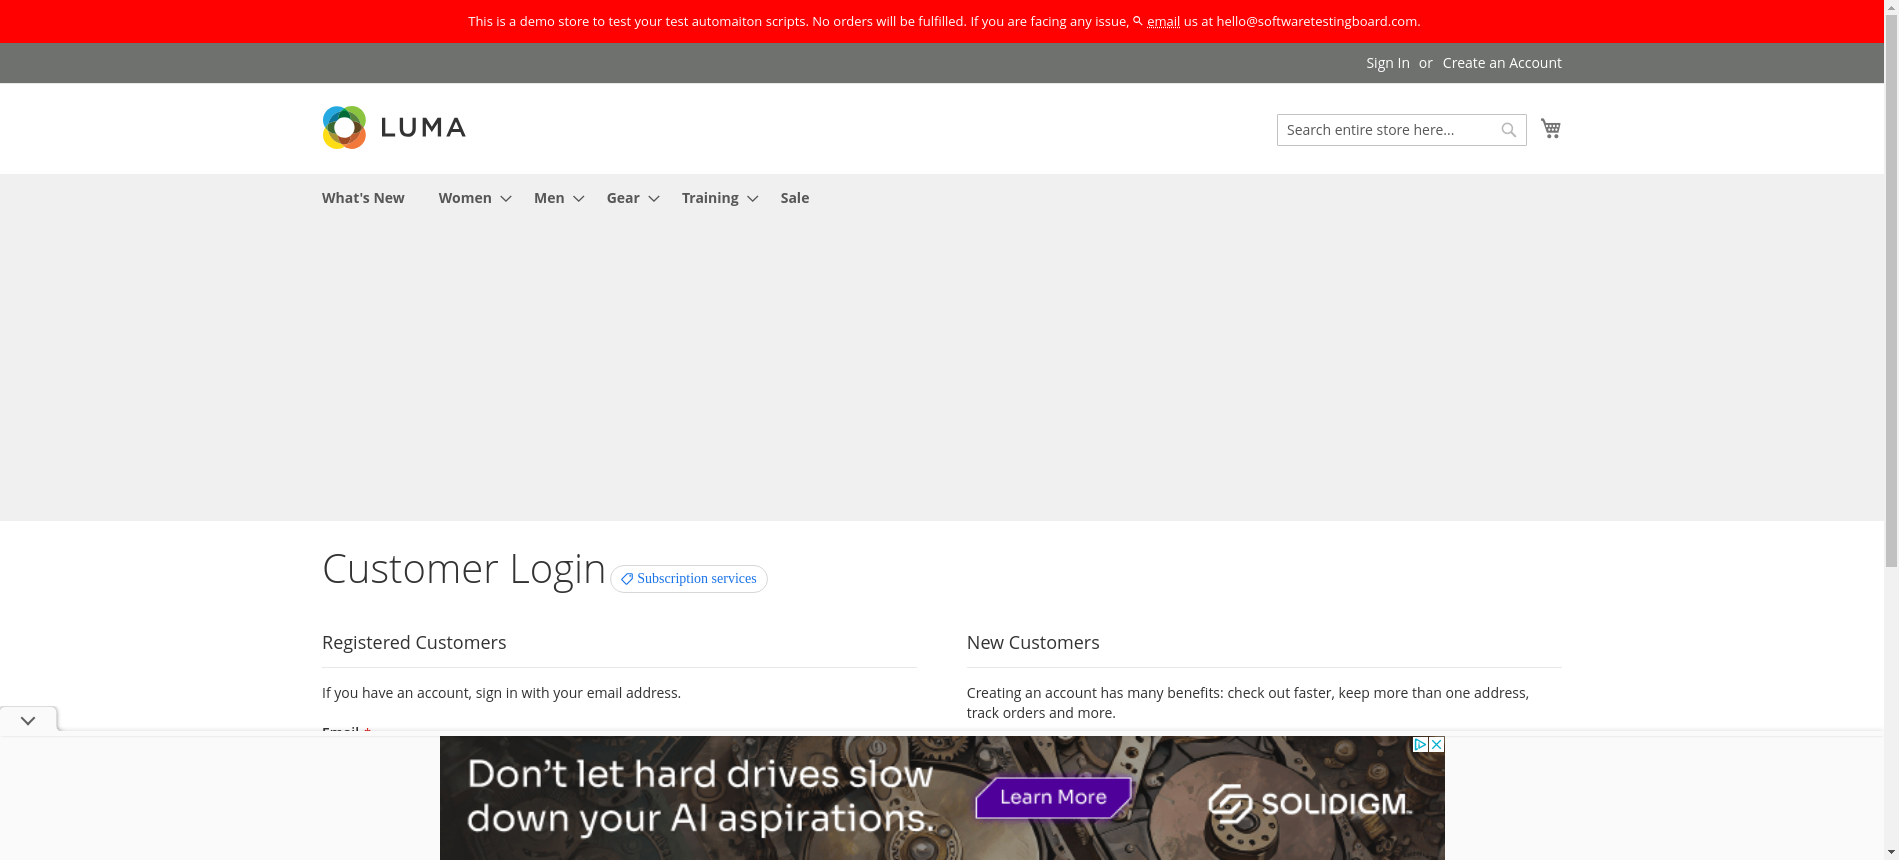 This is a demo store to test your test automaiton scripts. No orders will be fulfilled. If you are facing any issue, email us at hello@softwaretestingboard.com.
Sign In or Create an Account
LUMA
Search entire store here...
What's New Women Men Gear Training Sale
Customer Login
Subscription services
Registered Customers
If you have an account, sign in with your email address.
Email *
New Customers
Creating an account has many benefits: check out faster, keep more than one address,
track orders and more.
Don't let hard drives slow
down your AI aspirations.
Learn More
SOLIDIGM